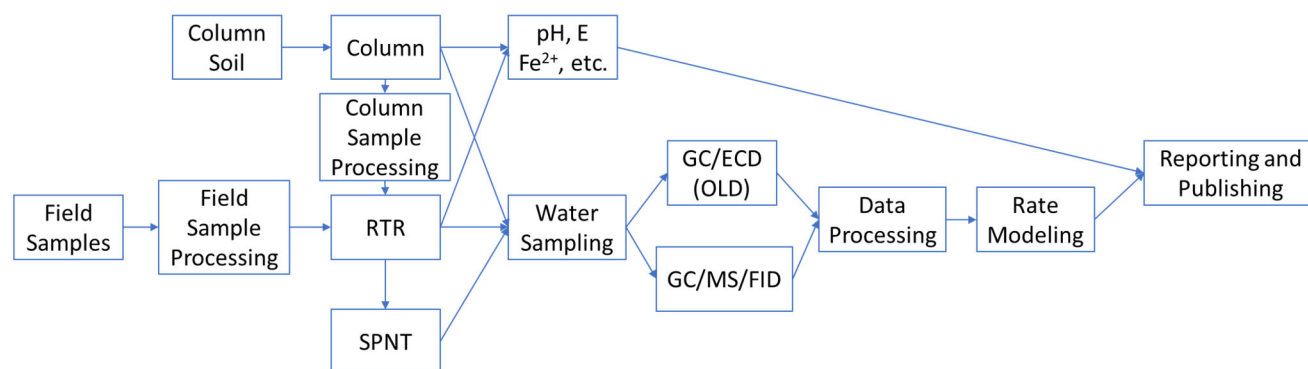 Column
Soil
Column
pH, E
Fe²⁺, etc.
Column
Sample
Processing
GC/ECD
(OLD)
Reporting and
Publishing
Field
Samples
Field
Sample
Processing
RTR
Water
Sampling
Data
Processing
Rate
Modeling
GC/MS/FID
SPNT